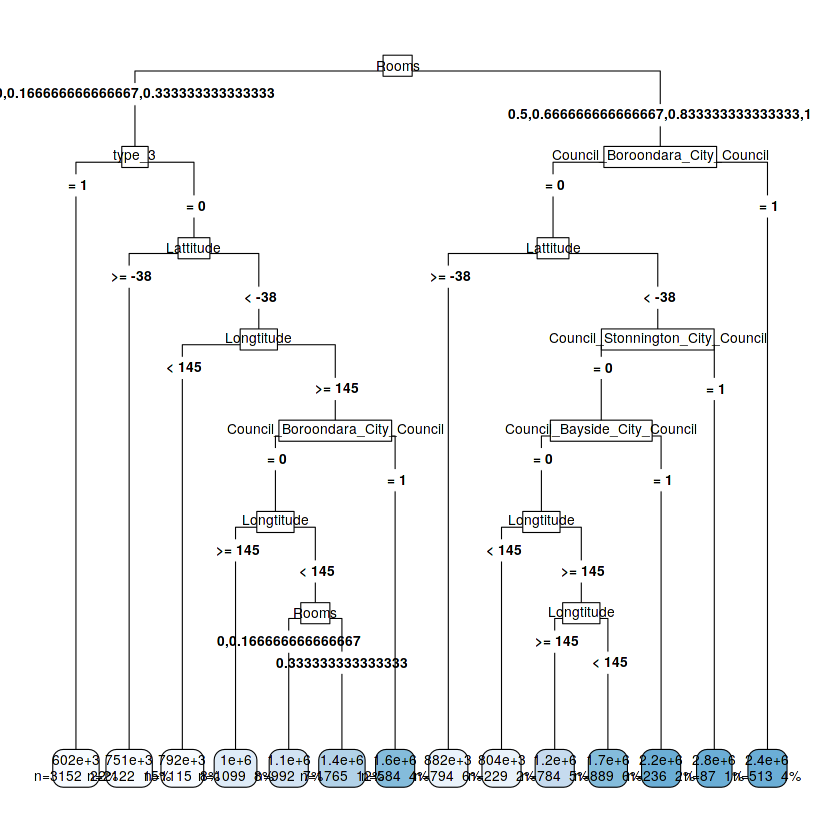 Rooms
0,0.166666666666667,0.333333333333333
0.5,0.666666666666667,0.833333333333333,1
type_3
Council_Boroondara_City_Council
= 1
= 0
= 0
= 1
Lattitude
Lattitude
>= -38
< -38
>= -38
< -38
Longtitude
Council_Stonnington_City_Council
< 145
>= 145
= 0
= 1
Council_Boroondara_City_Council
Council_Bayside_City_Council
= 0
= 1
= 0
= 1
Longtitude
Longtitude
>= 145
< 145
< 145
>= 145
Rooms
Longtitude
0,0.166666666666667
0.333333333333333
>= 145
< 145
602e+3 751e+3 792e+3 1e+6 1.1e+6 1.4e+6 1.6e+6 882e+3 804e+3 1.2e+6 1.7e+6 2.2e+6 2.8e+6 2.4e+6
n=3152 22% n=2122 15% n=1115 8% n=1099 8% n=992 7% n=1765 12% n=584 4% n=794 6% n=229 2% n=784 5% n=889 6% n=236 2% n=87 1% n=513 4%